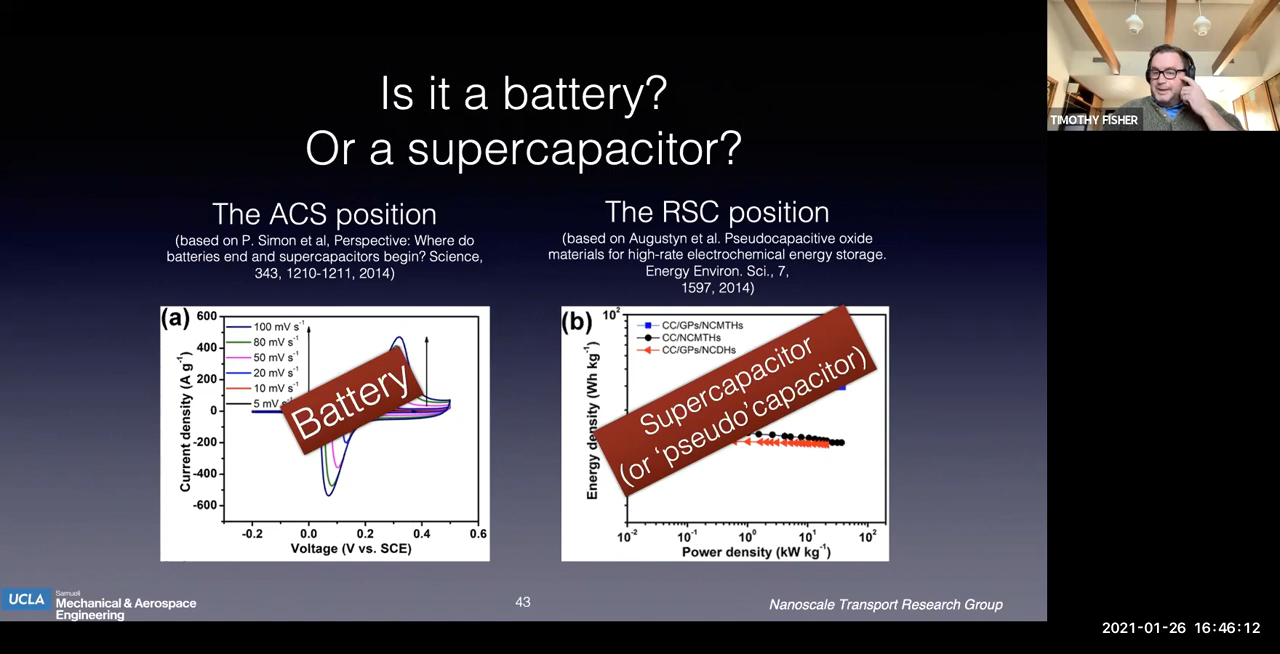 Is it a battery?
Or a supercapacitor?
The ACS position
(based on P. Simon et al, Perspective: Where do
batteries end and supercapacitors begin? Science,
343, 1210-1211, 2014)
The RSC position
(based on Augustyn et al. Pseudocapacitive oxide
materials for high-rate electrochemical energy storage.
Energy Environ. Sci., 7,
1597, 2014)
(a)
600
400
200
0
-200
-400
-600
Current density (A g⁻¹)
100 mV s⁻¹
80 mV s⁻¹
50 mV s⁻¹
20 mV s⁻¹
10 mV s⁻¹
5 mV s
Battery
-0.2
0.0
0.2
0.4
0.6
Voltage (V vs. SCE)
(b)
10²
Energy density (Wh kg⁻¹)
CC/GPs/NCMTHs
CC/NCMTHs
CC/GPs/NCDHs
Supercapacitor
(or 'pseudo'capacitor)
10⁻²
10⁻¹
10⁰
10¹
10²
Power density (kW kg⁻¹)
UCLA
Samueli
Mechanical & Aerospace
Engineering
43
Nanoscale Transport Research Group
TIMOTHY FISHER
2021-01-26 16:46:12